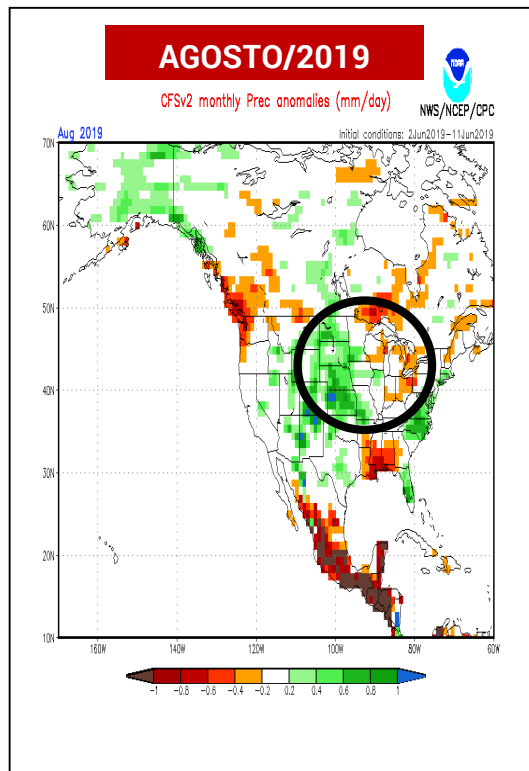 AGOSTO/2019
CFSv2 monthly Prec anomalies (mm/day)
NOAA
NWS/NCEP/CPC
Aug 2019
Initial conditions: 2Jun2019-11Jun2019
70N
60N
50N
40N
30N
20N
10N
160W 140W 120W 100W 80W 60W
-1 -0.8 -0.6 -0.4 -0.2 0.2 0.4 0.6 0.8 1